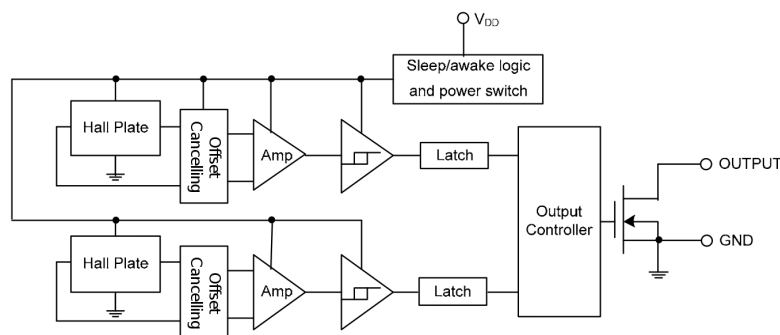 V_DD
Sleep/awake logic
and power switch
Hall Plate
Offset
Cancelling
Amp
Latch
Output
Controller
OUTPUT
GND
Hall Plate
Offset
Cancelling
Amp
Latch